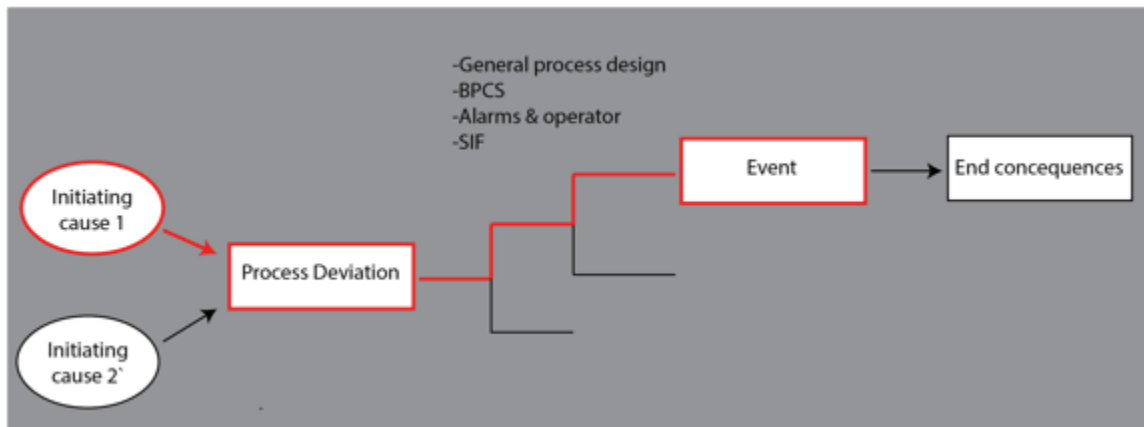 -General process design
-BPCS
-Alarms & operator
-SIF
Event
End concequences
Initiating
cause 1
Process Deviation
Initiating
cause 2`